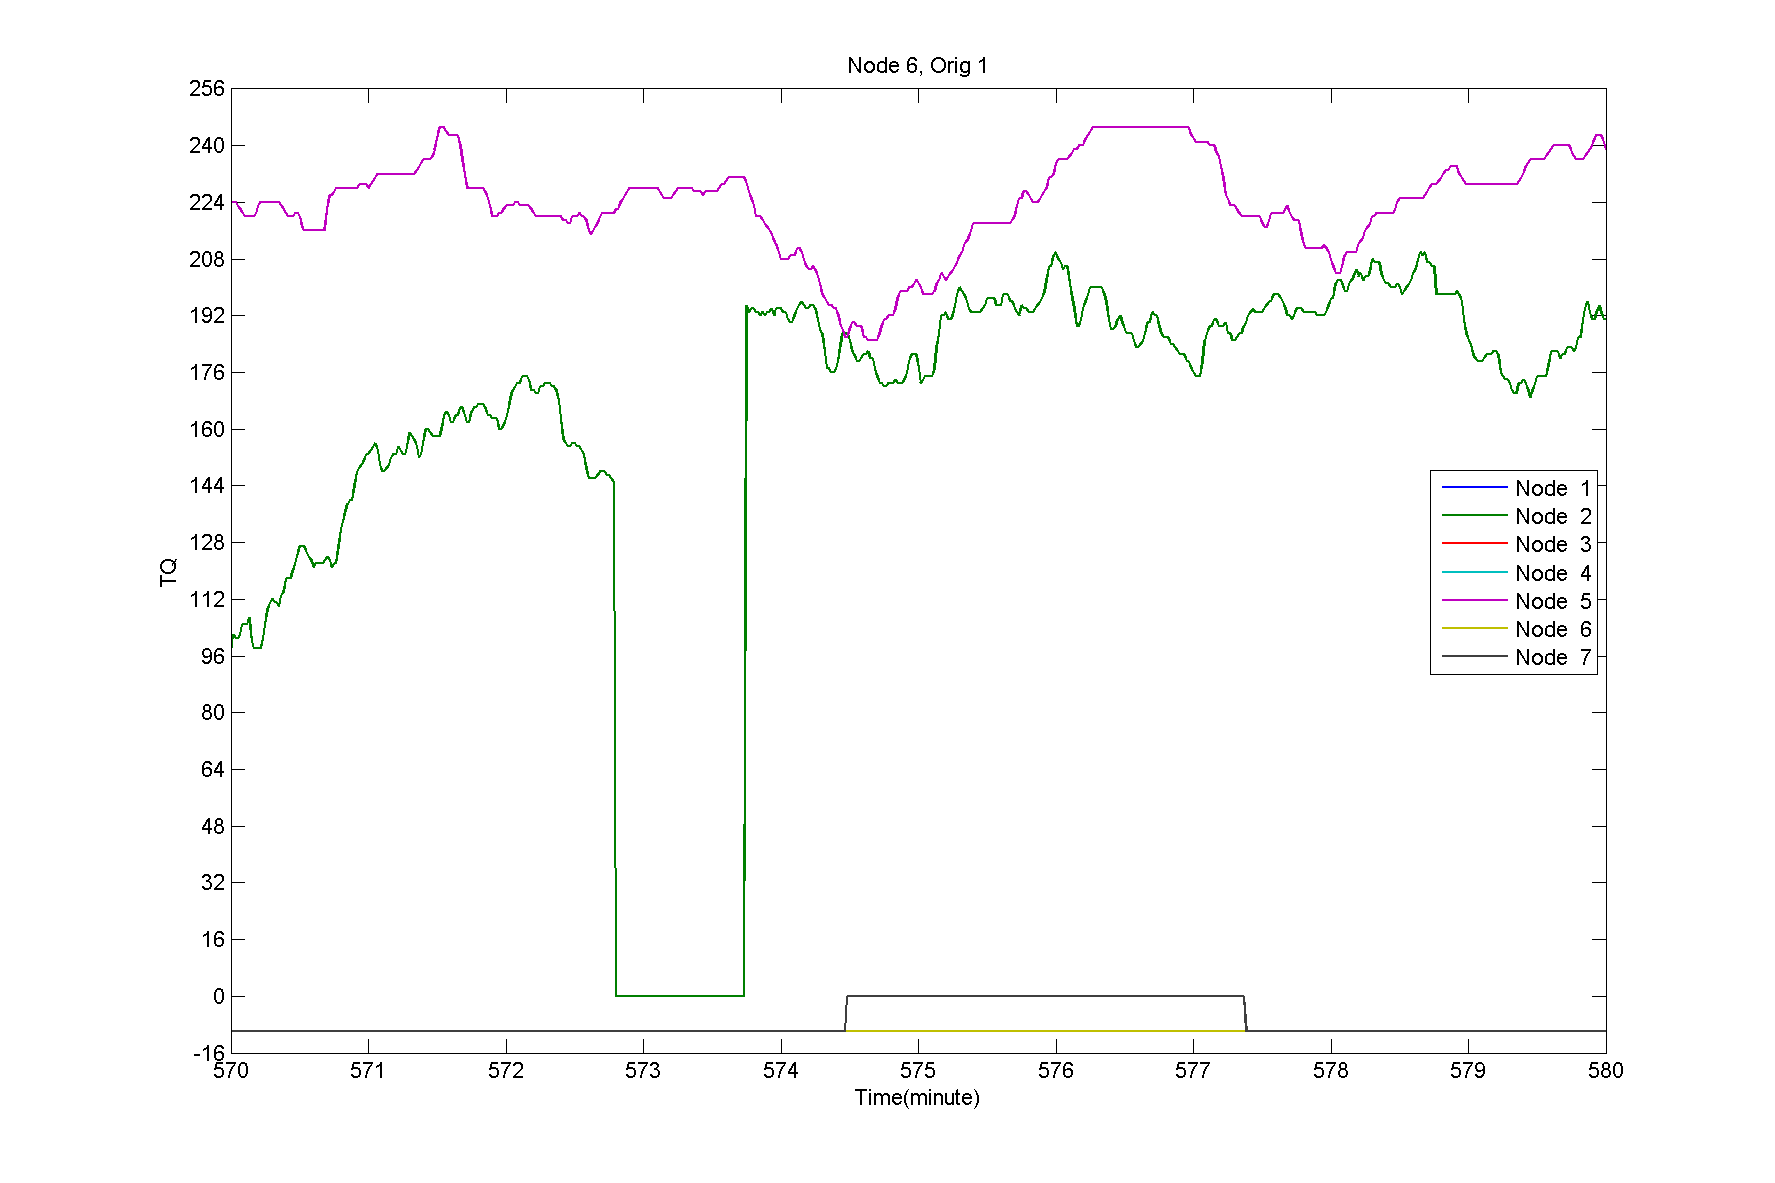 Node 6, Orig 1
256
240
224
208
192
176
160
144
128
112
96
80
64
48
32
16
0
-16
TQ
Node 1
Node 2
Node 3
Node 4
Node 5
Node 6
Node 7
570 571 572 573 574 575 576 577 578 579 580
Time(minute)